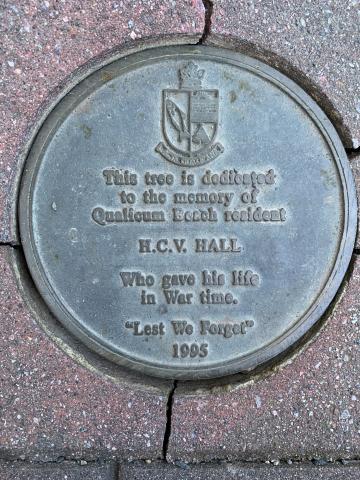 This tree is dedicated
to the memory of
Qualicum Beach resident
H.C.V. HALL
Who gave his life
in War time.
"Lest We Forget"
1995